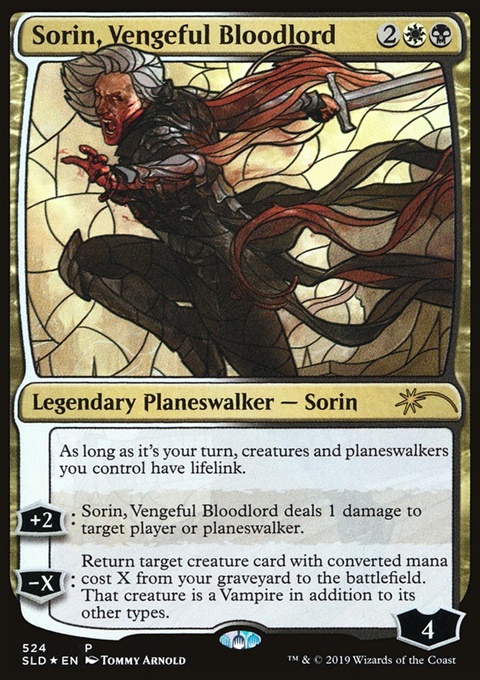 Sorin, Vengeful Bloodlord 2
Legendary Planeswalker — Sorin
As long as it's your turn, creatures and planeswalkers
you control have lifelink.
+2 : Sorin, Vengeful Bloodlord deals 1 damage to
target player or planeswalker.
Return target creature card with converted mana
−X : cost X from your graveyard to the battlefield.
That creature is a Vampire in addition to its
other types.
4
524 P
SLD ★ EN Tommy Arnold
™ & © 2019 Wizards of the Coast